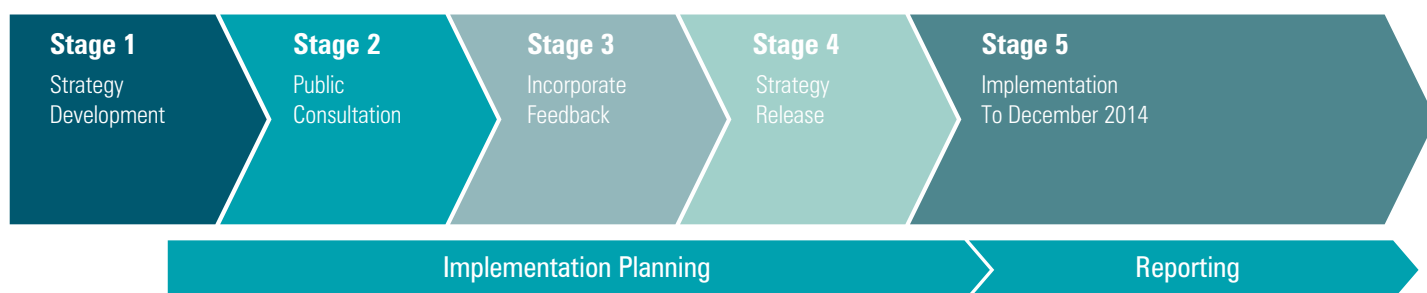 Stage 1
Strategy
Development
Stage 2
Public
Consultation
Stage 3
Incorporate
Feedback
Stage 4
Strategy
Release
Stage 5
Implementation
To December 2014
Implementation Planning
Reporting